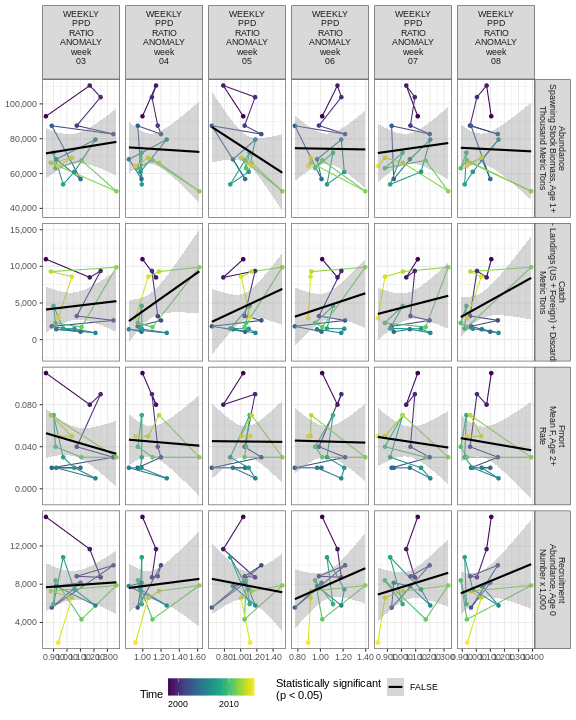 WEEKLY
PPD
RATIO
ANOMALY
week
03
WEEKLY
PPD
RATIO
ANOMALY
week
04
WEEKLY
PPD
RATIO
ANOMALY
week
05
WEEKLY
PPD
RATIO
ANOMALY
week
06
WEEKLY
PPD
RATIO
ANOMALY
week
07
WEEKLY
PPD
RATIO
ANOMALY
week
08
100,000
80,000
60,000
40,000
Abundance
Spawning Stock Biomass, Age 1+
Thousand Metric Tons
15,000
10,000
5,000
0
Catch
- Landings (US + Foreign) + Discard
Metric Tons
0.080
0.040
0.000
Fmort
Mean F, Age 2+
Rate
12,000
8,000
4,000
Recruitment
Abundance, Age 0
Number x 1,000
1.00 1.20 1.40 1.60
0.80 1.00 1.20 1.40
0.80 1.00 1.20 1.40
Time
2000 2010
Statistically significant
(p < 0.05)
FALSE